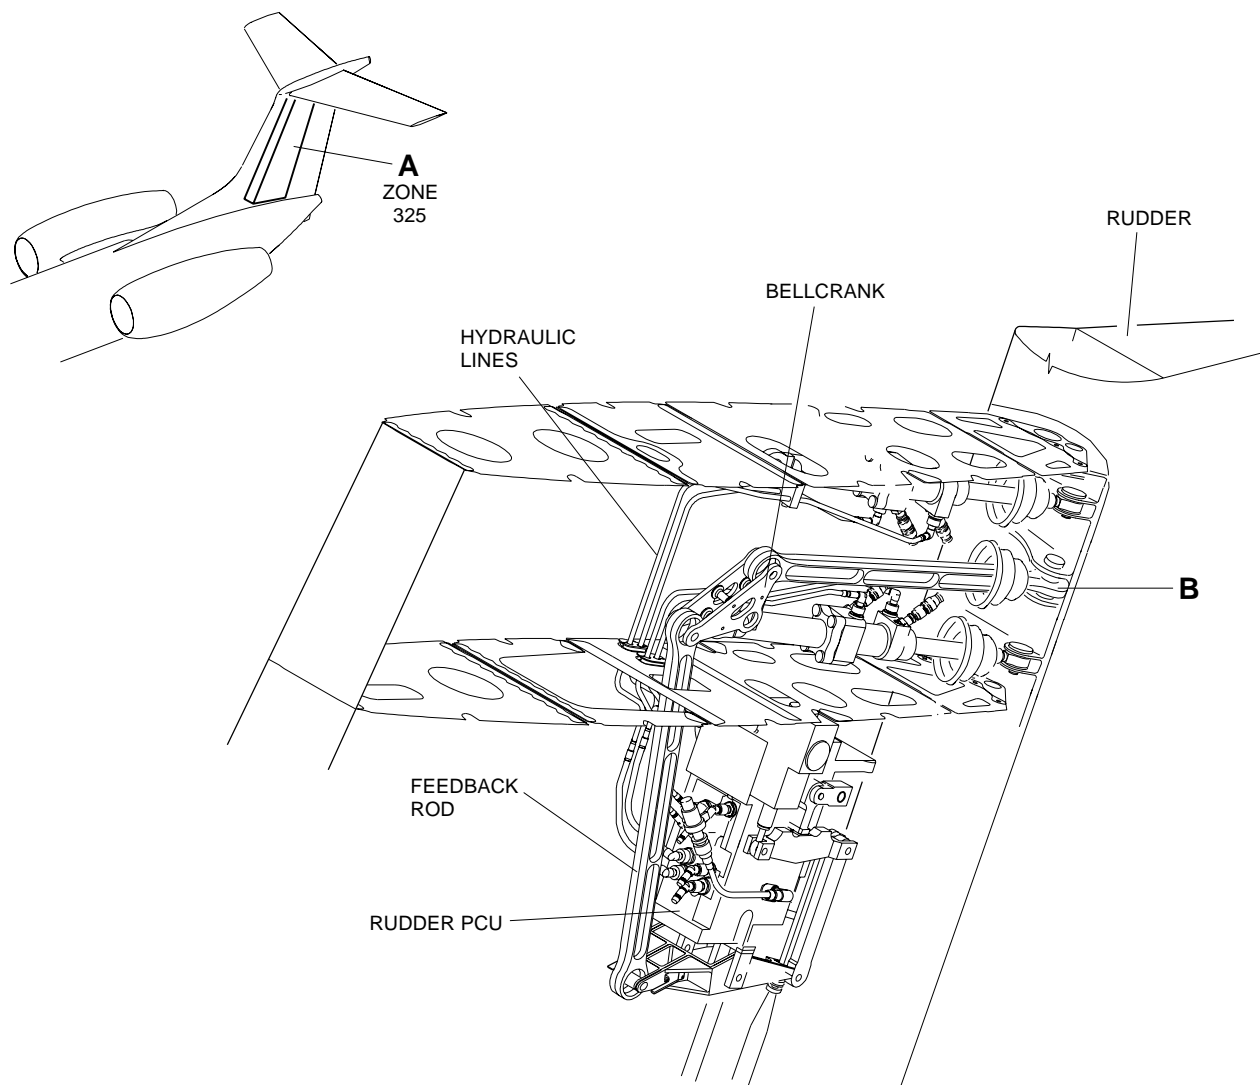 A
ZONE
325
RUDDER
BELLCRANK
HYDRAULIC
LINES
B
FEEDBACK
ROD
RUDDER PCU